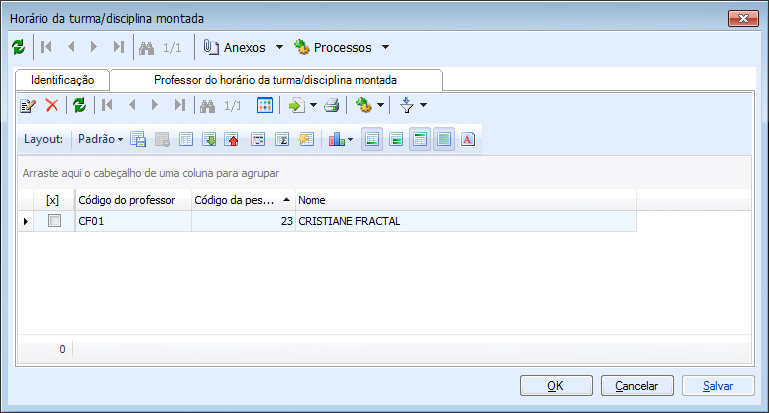 Horário da turma/disciplina montada
1/1 Anexos Processos
Identificação Professor do horário da turma/disciplina montada
1/1
Layout: Padrão Σ A
Arraste aqui o cabeçalho de uma coluna para agrupar
[x] Código do professor Código da pes... Nome
CF01 23 CRISTIANE FRACTAL
0
OK Cancelar Salvar